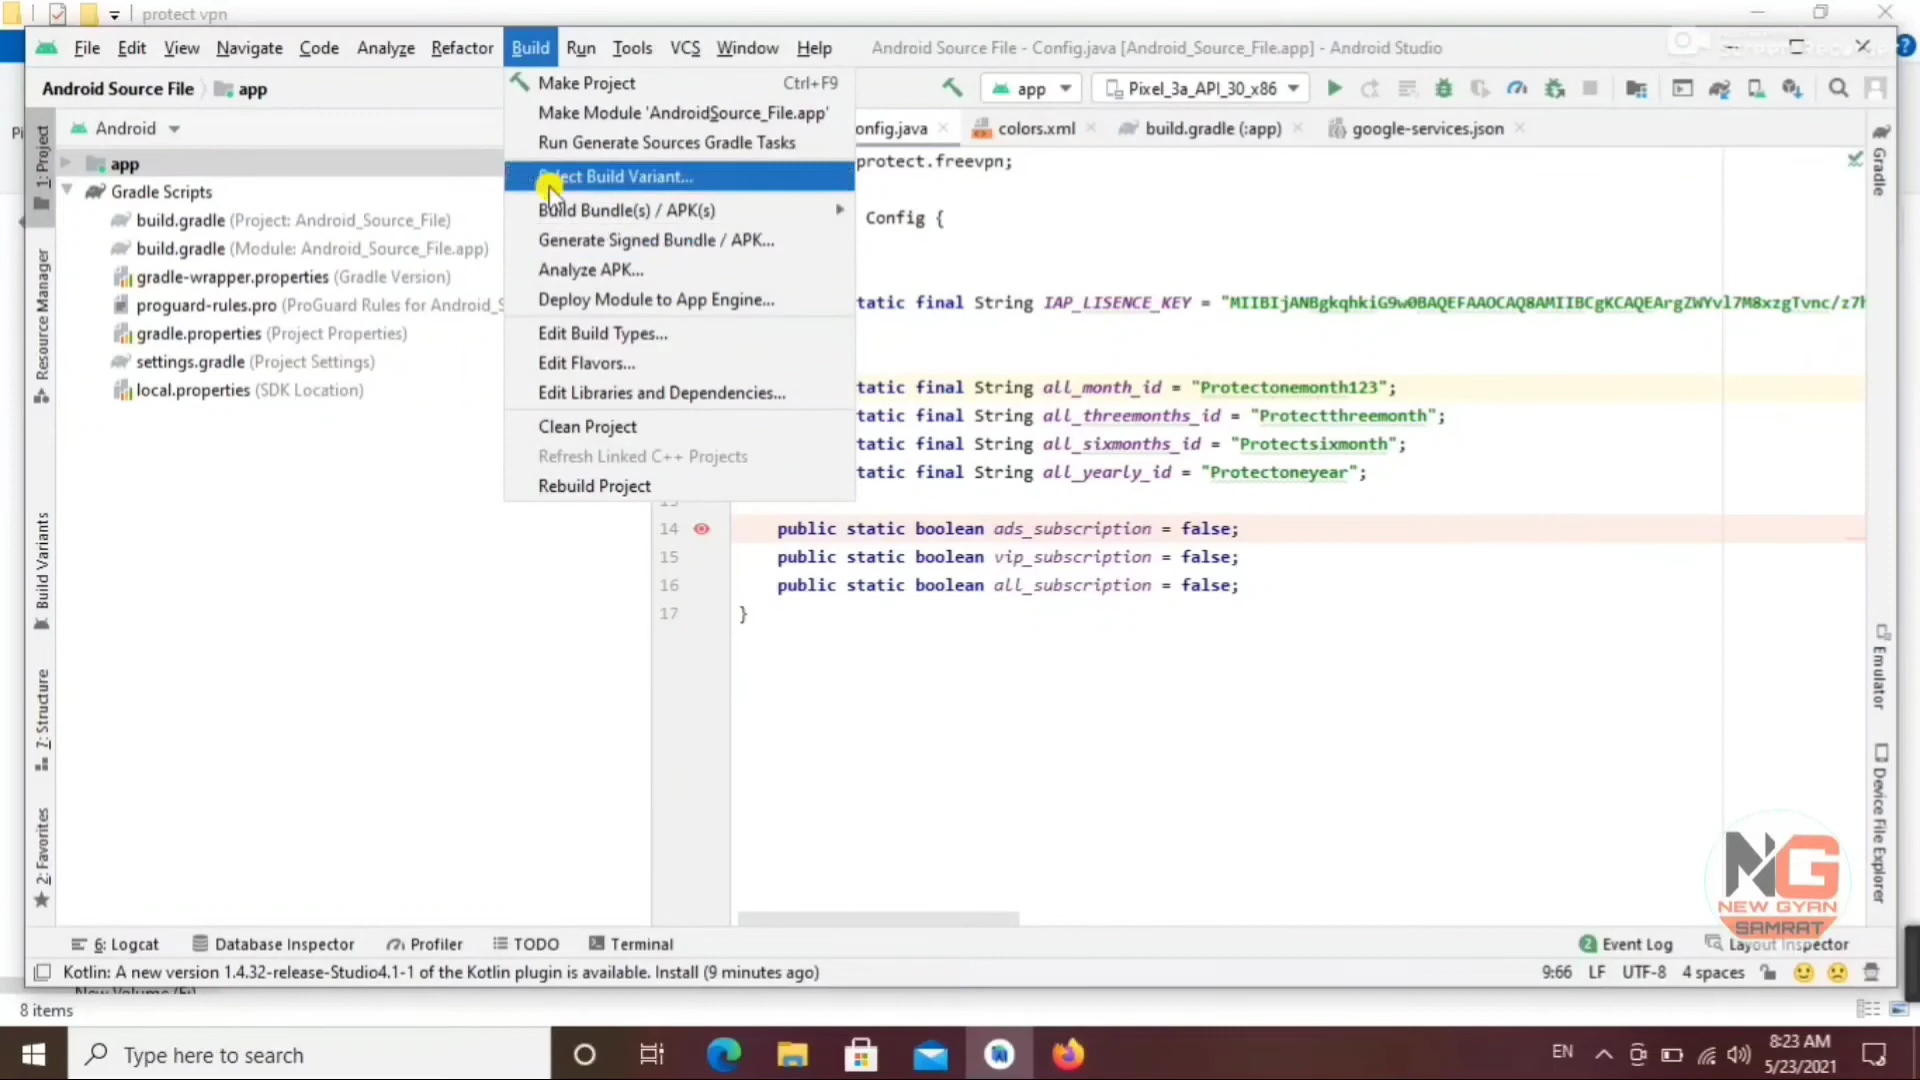 protect vpn
File Edit View Navigate Code Analyze Refactor Build Run Tools VCS Window Help Android Source File - Config.java [Android_Source_File.app] - Android Studio
Android Source File app
app Pixel_3a_API_30_x86
Make Project Ctrl+F9
Make Module 'AndroidSource_File.app'
Run Generate Sources Gradle Tasks
Build Variant...
Build Bundle(s) / APK(s)
Generate Signed Bundle / APK...
Analyze APK...
Deploy Module to App Engine...
Edit Build Types...
Edit Flavors...
Edit Libraries and Dependencies...
Clean Project
Refresh Linked C++ Projects
Rebuild Project
Android
app
Gradle Scripts
build.gradle (Project: Android_Source_File)
build.gradle (Module: Android_Source_File.app)
gradle-wrapper.properties (Gradle Version)
proguard-rules.pro (ProGuard Rules for Android_S
gradle.properties (Project Properties)
settings.gradle (Project Settings)
local.properties (SDK Location)
onfig.java colors.xml build.gradle (:app) google-services.json
protect.freevpn;
Config {
tatic final String IAP_LISENCE_KEY = "MIIBIjANBgkqhkiG9w0BAQEFAAOCAQ8AMIIBCgKCAQEArgZWYvl7M8xzgTvnc/z7h
tatic final String all_month_id = "Protectonemonth123";
tatic final String all_threemonths_id = "Protectthreemonth";
tatic final String all_sixmonths_id = "Protectsixmonth";
tatic final String all_yearly_id = "Protectoneyear";
14 public static boolean ads_subscription = false;
15 public static boolean vip_subscription = false;
16 public static boolean all_subscription = false;
17 }
1: Project
Resource Manager
Build Variants
7: Structure
2: Favorites
Gradle
Emulator
Device File Explorer
NG
NEW GYAN
SAMRAT
6: Logcat Database Inspector Profiler TODO Terminal 2 Event Log Layout Inspector
Kotlin: A new version 1.4.32-release-Studio4.1-1 of the Kotlin plugin is available. Install (9 minutes ago) 9:66 LF UTF-8 4 spaces
8 items
Type here to search
EN 8:23 AM
5/23/2021